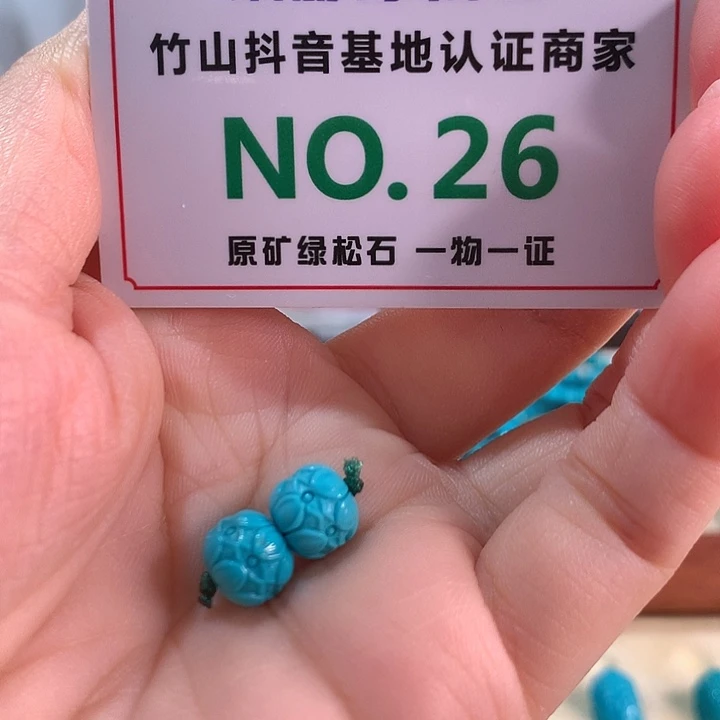 竹山抖音基地认证商家
NO. 26
原矿绿松石 一物一证